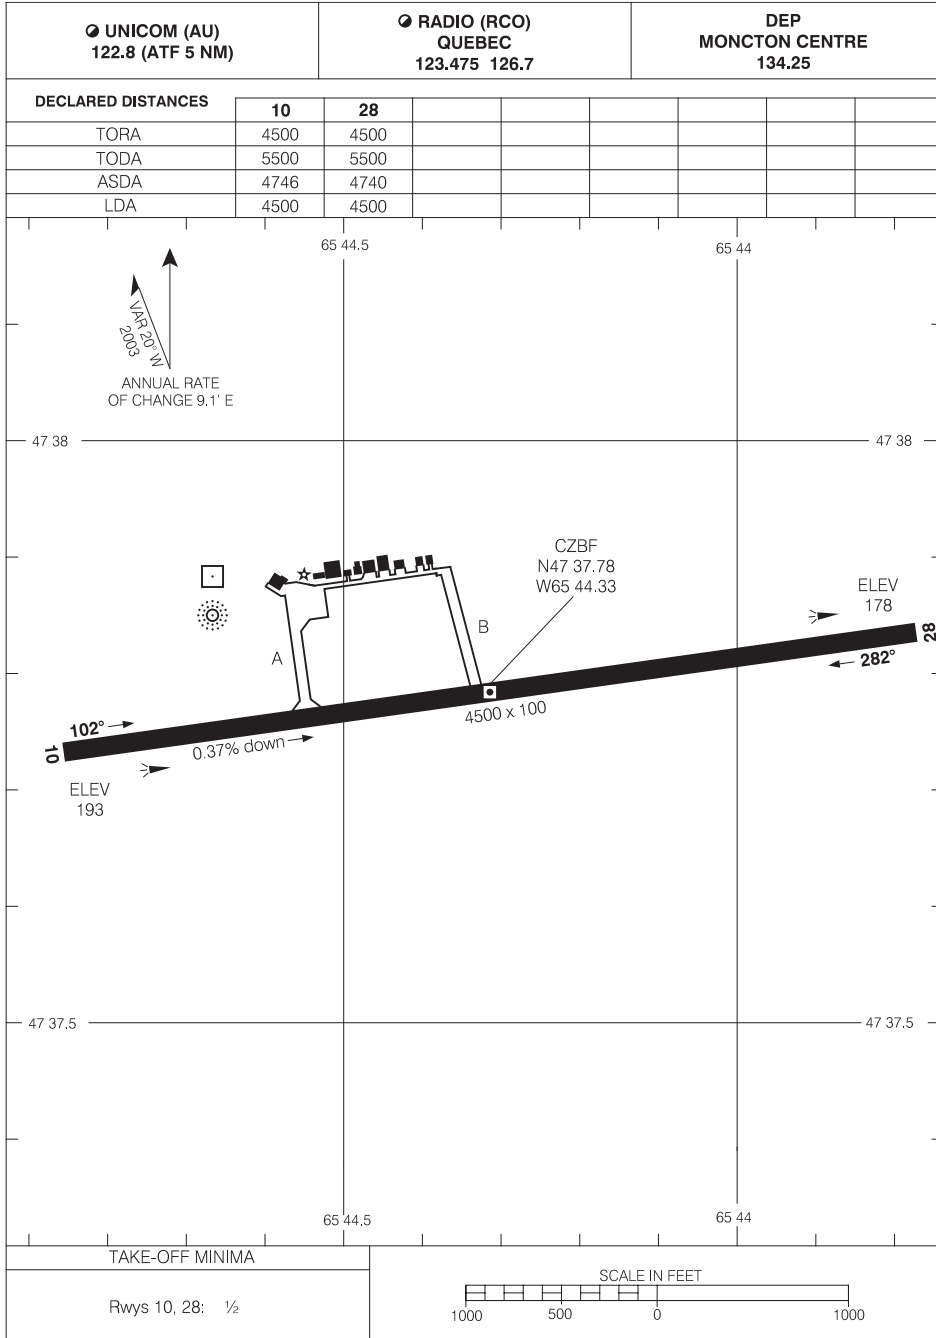 UNICOM (AU)
122.8 (ATF 5 NM)
RADIO (RCO)
QUEBEC
123.475 126.7
DEP
MONCTON CENTRE
134.25
DECLARED DISTANCES 10 28
TORA 4500 4500
TODA 5500 5500
ASDA 4746 4740
LDA 4500 4500
65 44.5 65 44
VAR 20° W
2003
ANNUAL RATE
OF CHANGE 9.1' E
47 38 47 38
CZBF
N47 37.78
W65 44.33
ELEV
178
A
B
28
282°
4500 x 100
102°
10
0.37% down
ELEV
193
47 37.5 47 37.5
65 44.5 65 44
TAKE-OFF MINIMA
Rwys 10, 28: ½
SCALE IN FEET
1000 500 0 1000